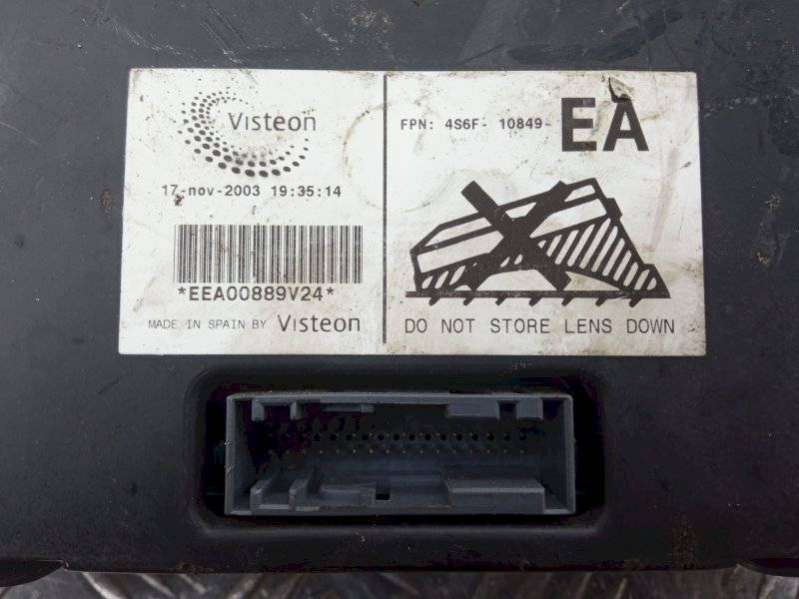 Visteon
17-nov-2003 19:35:14
*EEA00889V24*
MADE IN SPAIN BY Visteon
FPN: 4S6F- 10849- EA
DO NOT STORE LENS DOWN